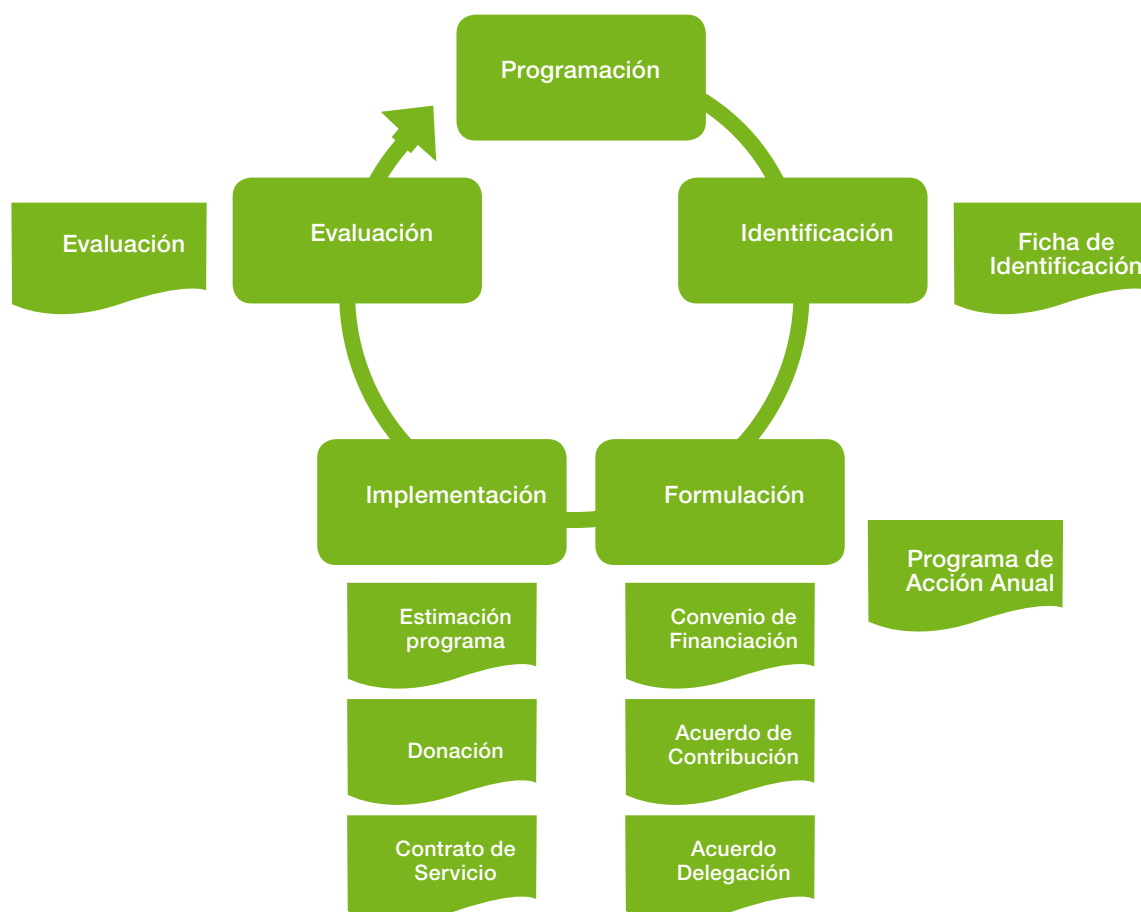 Programación
Evaluación
Evaluación
Identificación
Ficha de
Identificación
Implementación
Formulación
Programa de
Acción Anual
Estimación
programa
Convenio de
Financiación
Donación
Acuerdo de
Contribución
Contrato de
Servicio
Acuerdo
Delegación